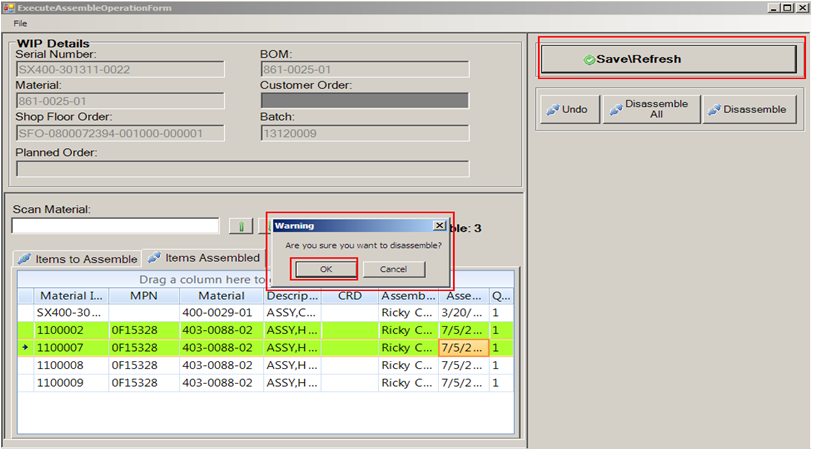 ExecuteAssembleOperationForm
File
WIP Details
Serial Number:
BOM:
SX400-301311-0022
861-0025-01
Material:
Customer Order:
861-0025-01
Shop Floor Order:
Batch:
SFO-0800072394-001000-000001
13120009
Planned Order:
Save\Refresh
Undo
Disassemble All
Disassemble
Scan Material:
ble: 3
Warning
Are you sure you want to disassemble?
OK
Cancel
Items to Assemble
Items Assembled
Drag a column here to
Material I... MPN Material Descrip... CRD Assemb... Asse... Q...
SX400-30 ... 400-0029-01 ASSY,C... Ricky C... 3/20/... 1
1100002 0F15328 403-0088-02 ASSY,H ... Ricky C... 7/5/2... 1
1100007 0F15328 403-0088-02 ASSY,H ... Ricky C... 7/5/2... 1
1100008 0F15328 403-0088-02 ASSY,H ... Ricky C... 7/5/2... 1
1100009 0F15328 403-0088-02 ASSY,H ... Ricky C... 7/5/2... 1